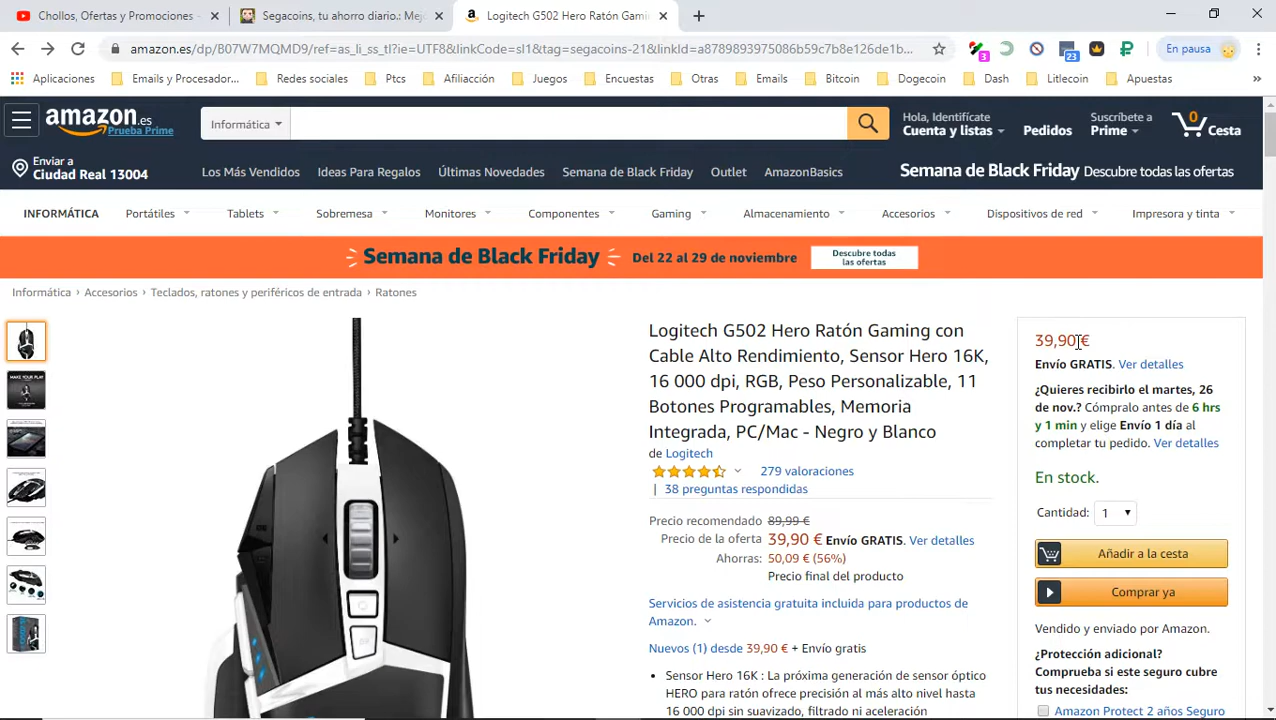 Chollos, Ofertas y Promociones -
Segacoins, tu ahorro diario.: Mejo
Logitech G502 Hero Ratón Gamin
amazon.es/dp/B07W7MQMD9/ref=as_li_ss_tl?ie=UTF8&linkCode=sl1&tag=segacoins-21&linkId=a8789893975086b59c7b8e126de1b...
3
23
En pausa
Aplicaciones
Emails y Procesador...
Redes sociales
Ptcs
Afiliacción
Juegos
Encuestas
Otros
Emails
Bitcoin
Dogecoin
Dash
Litlecoin
Apuestas
»
amazon.es
Prueba Prime
Informática
Hola, Identifícate
Cuenta y listas
Pedidos
Suscríbete a
Prime
0
Cesta
Enviar a
Ciudad Real 13004
Los Más Vendidos
Ideas Para Regalos
Últimas Novedades
Semana de Black Friday
Outlet
AmazonBasics
Semana de Black Friday Descubre todas las ofertas
INFORMÁTICA
Portátiles
Tablets
Sobremesa
Monitores
Componentes
Gaming
Almacenamiento
Accesorios
Dispositivos de red
Impresora y tinta
Semana de Black Friday
Del 22 al 29 de noviembre
Descubre todas
las ofertas
Informática › Accesorios › Teclados, ratones y periféricos de entrada › Ratones
Logitech G502 Hero Ratón Gaming con
Cable Alto Rendimiento, Sensor Hero 16K,
16 000 dpi, RGB, Peso Personalizable, 11
Botones Programables, Memoria
Integrada, PC/Mac - Negro y Blanco
de Logitech
279 valoraciones
| 38 preguntas respondidas
Precio recomendado 89,99 €
Precio de la oferta 39,90 € Envío GRATIS. Ver detalles
Ahorras: 50,09 € (56%)
Precio final del producto
Servicios de asistencia gratuita incluida para productos de
Amazon.
Nuevos (1) desde 39,90 € + Envío gratis
• Sensor Hero 16K : La próxima generación de sensor óptico
HERO para ratón ofrece precisión al más alto nivel hasta
16 000 dpi sin suavizado, filtrado ni aceleración
39,90 €
Envío GRATIS. Ver detalles
¿Quieres recibirlo el martes, 26
de nov.? Cómpralo antes de 6 hrs
y 1 min y elige Envío 1 día al
completar tu pedido. Ver detalles
En stock.
Cantidad: 1
Añadir a la cesta
Comprar ya
Vendido y enviado por Amazon.
¿Protección adicional?
Comprueba si este seguro cubre
tus necesidades:
Amazon Protect 2 años Seguro